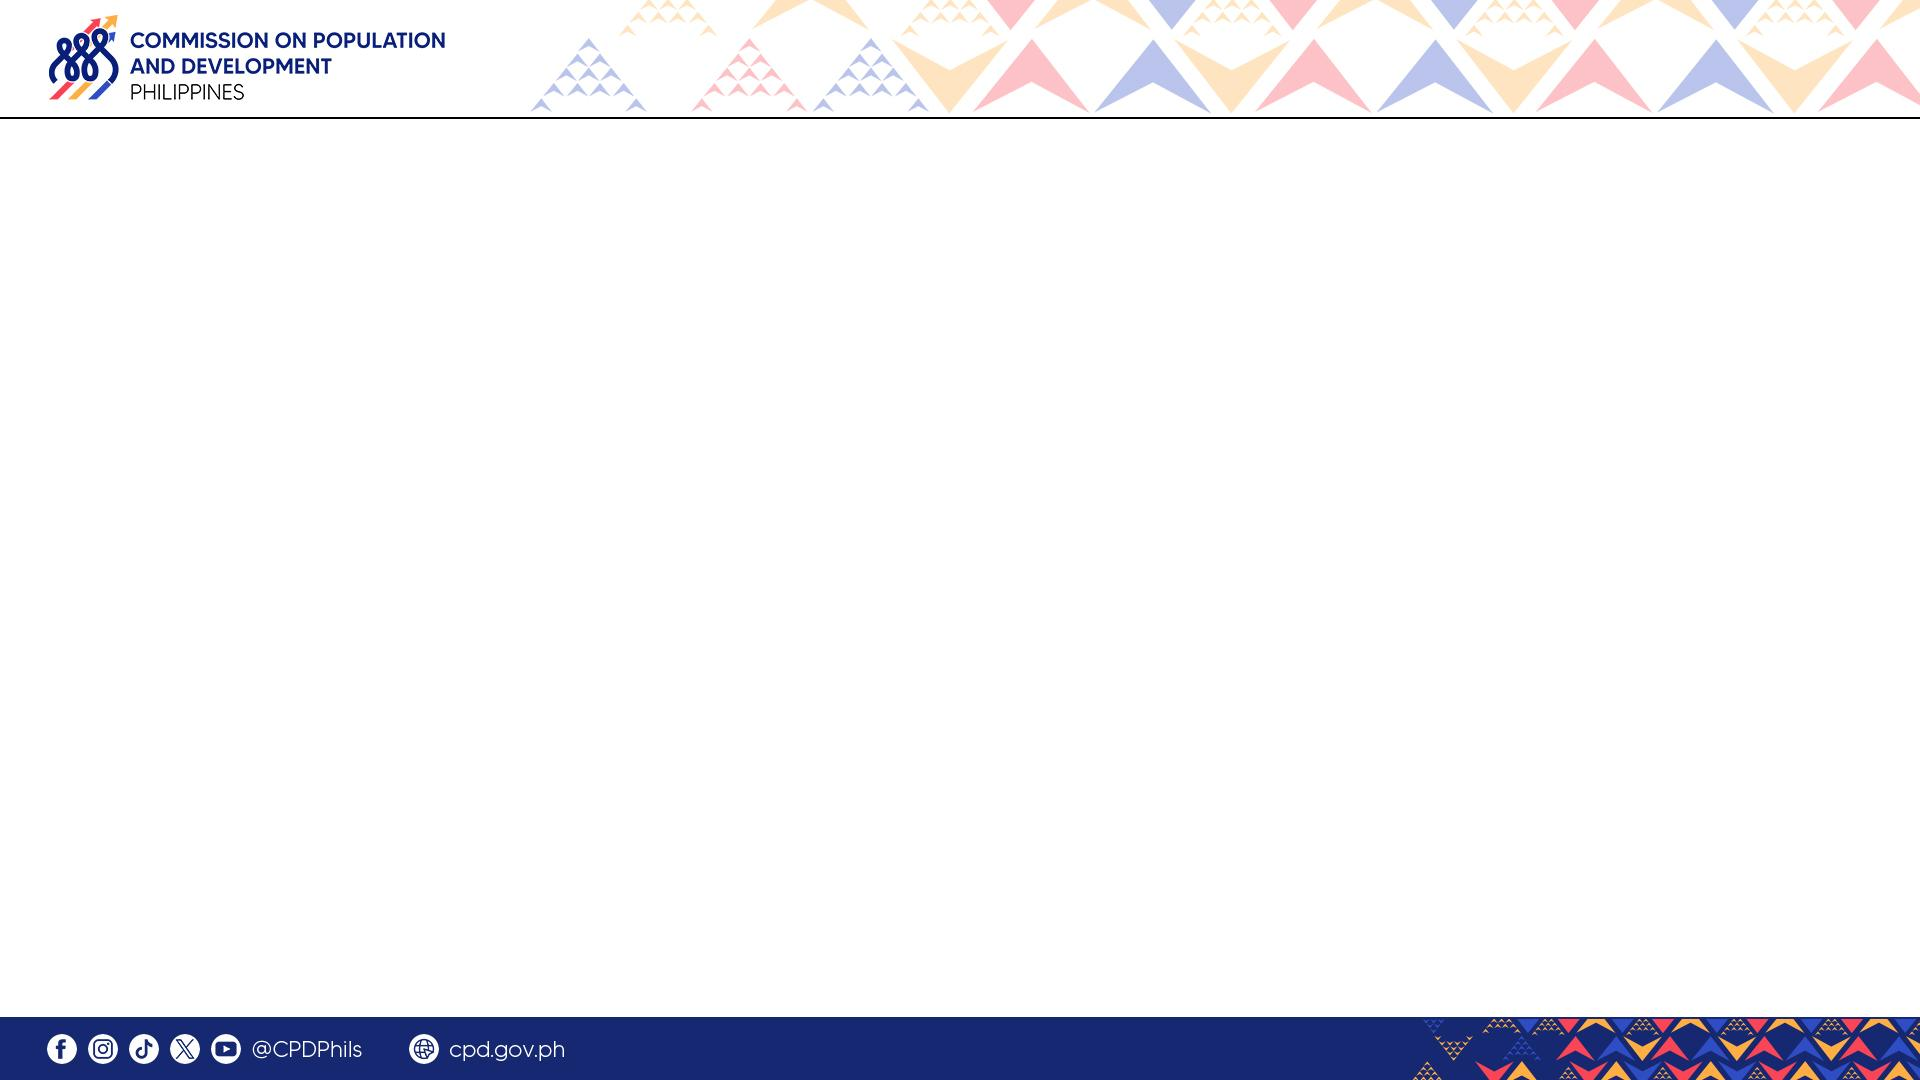 COMMISSION ON POPULATION
AND DEVELOPMENT
PHILIPPINES
@CPDPhils
cpd.gov.ph